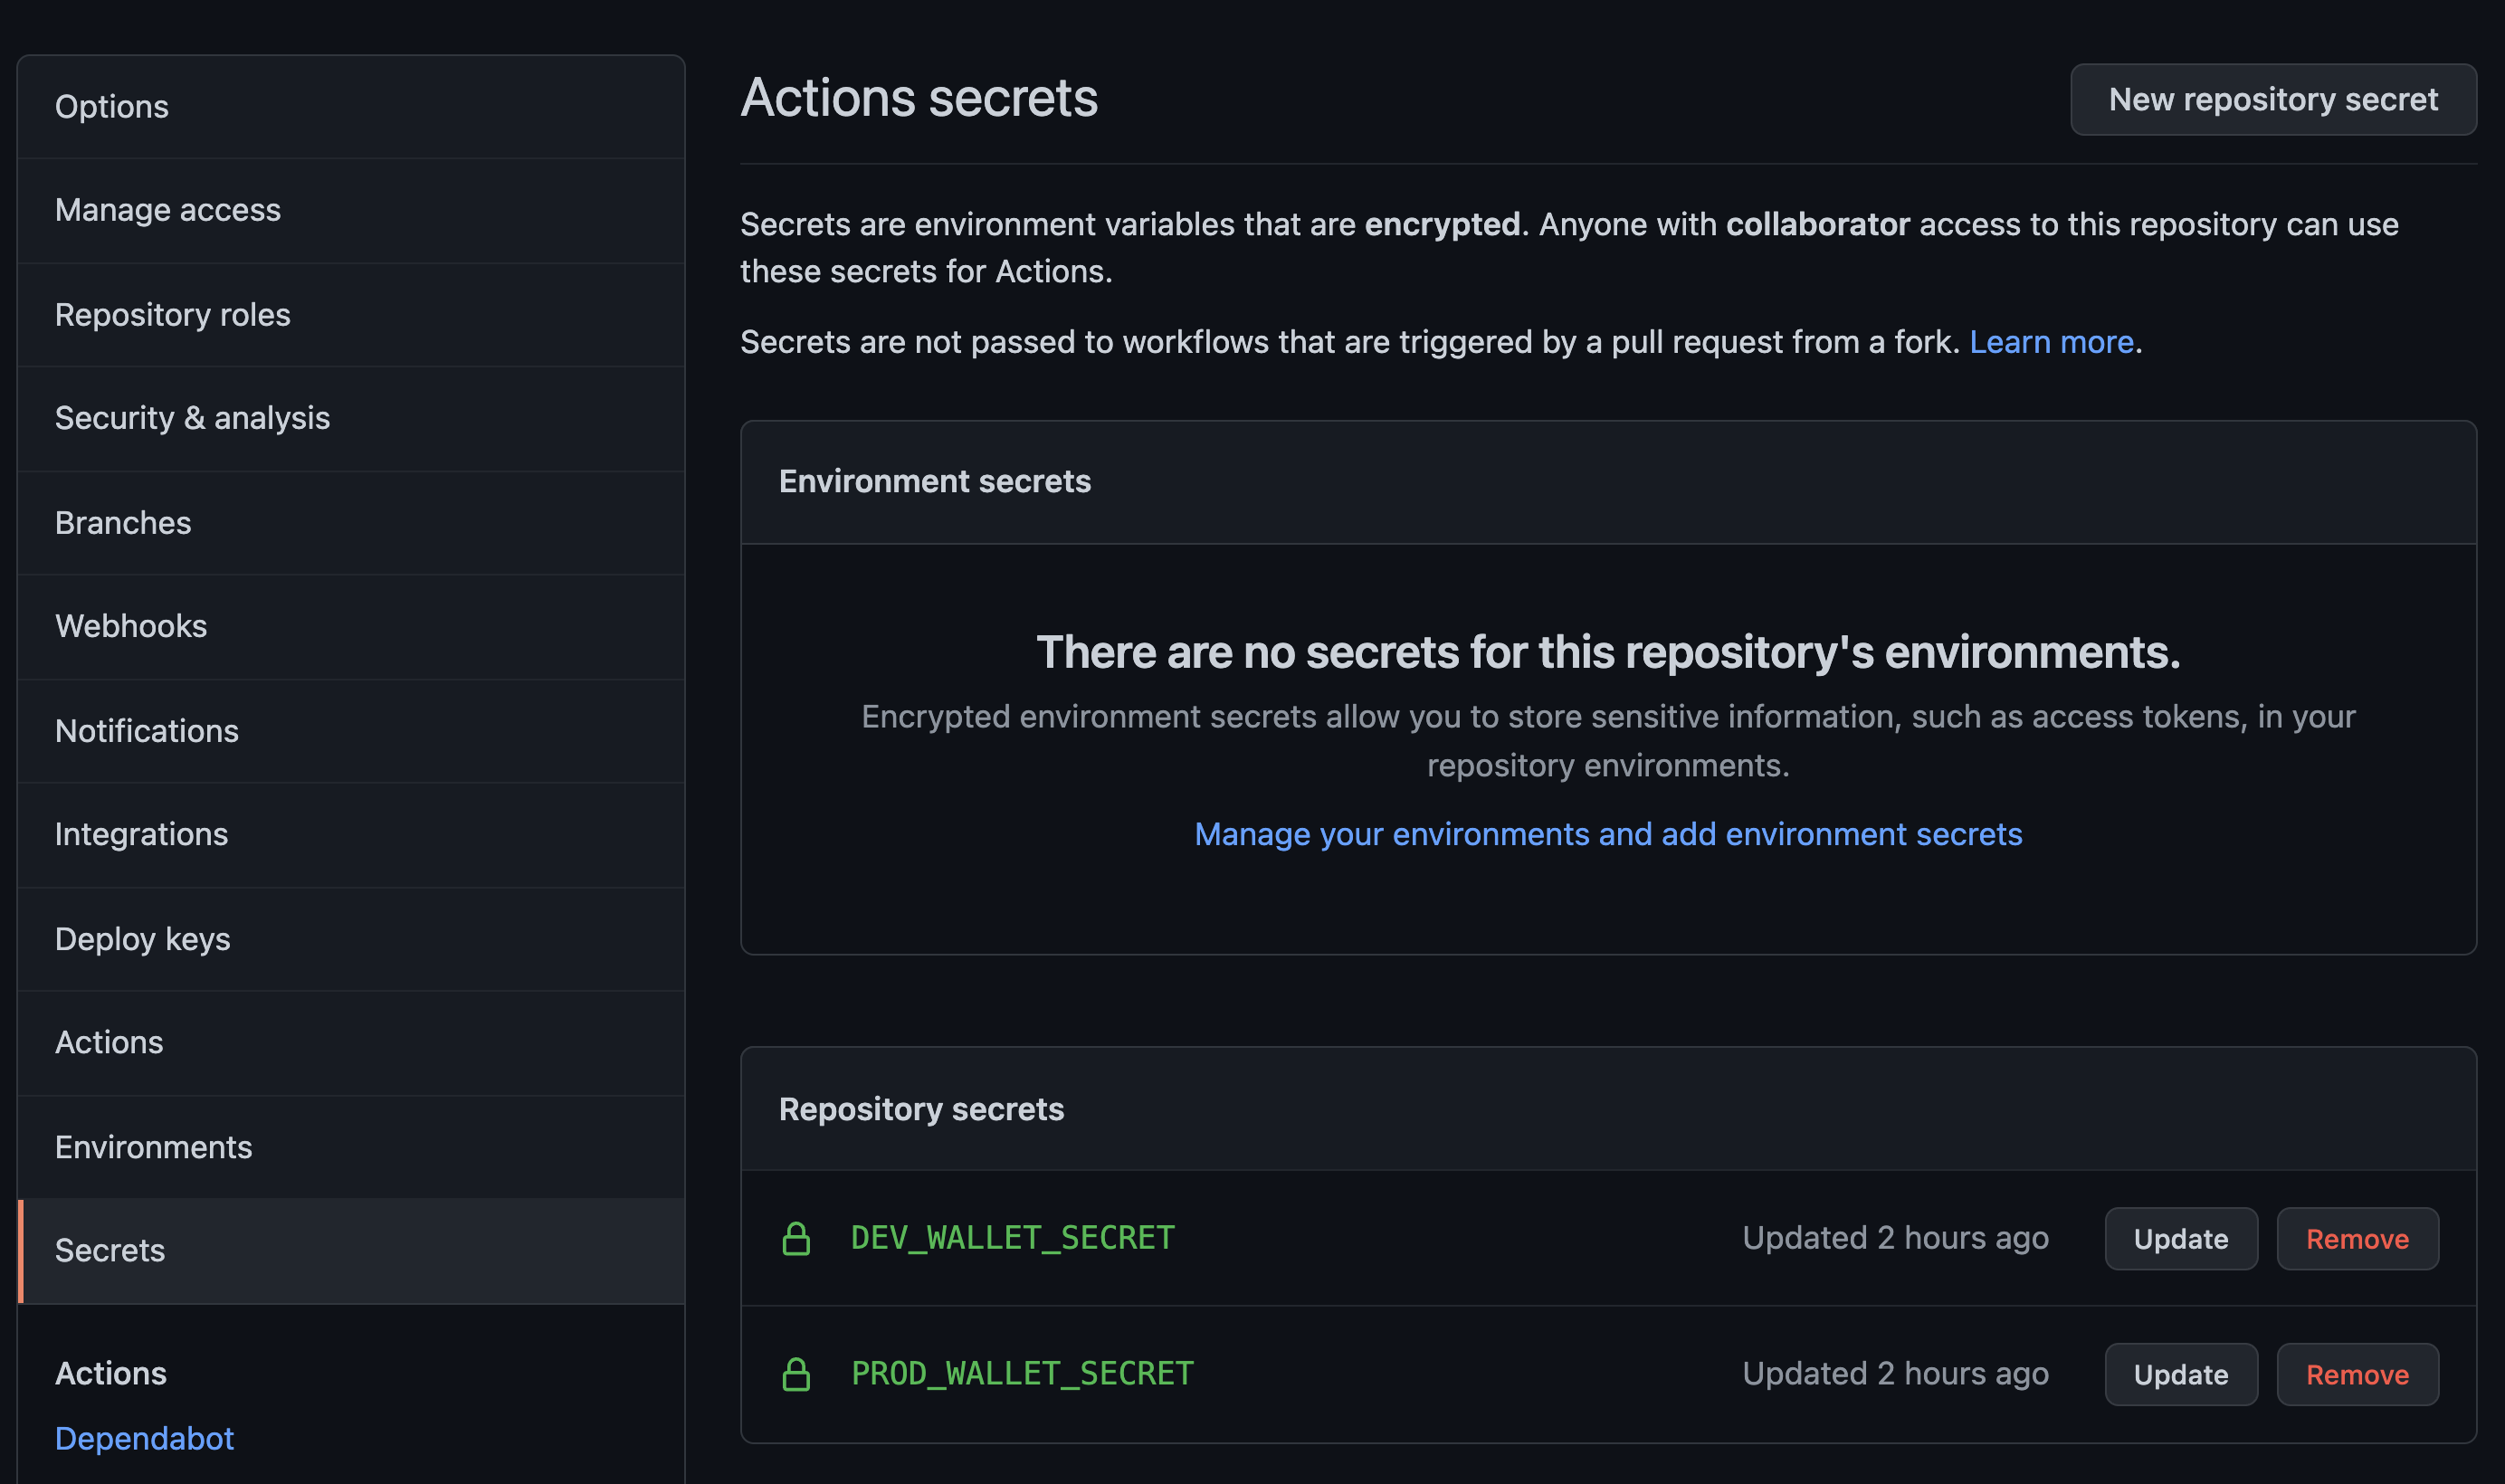 Options
Manage access
Repository roles
Security & analysis
Branches
Webhooks
Notifications
Integrations
Deploy keys
Actions
Environments
Secrets
Actions
Dependabot
Actions secrets
New repository secret
Secrets are environment variables that are encrypted. Anyone with collaborator access to this repository can use
these secrets for Actions.
Secrets are not passed to workflows that are triggered by a pull request from a fork. Learn more.
Environment secrets
There are no secrets for this repository's environments.
Encrypted environment secrets allow you to store sensitive information, such as access tokens, in your
repository environments.
Manage your environments and add environment secrets
Repository secrets
DEV_WALLET_SECRET Updated 2 hours ago Update Remove
PROD_WALLET_SECRET Updated 2 hours ago Update Remove